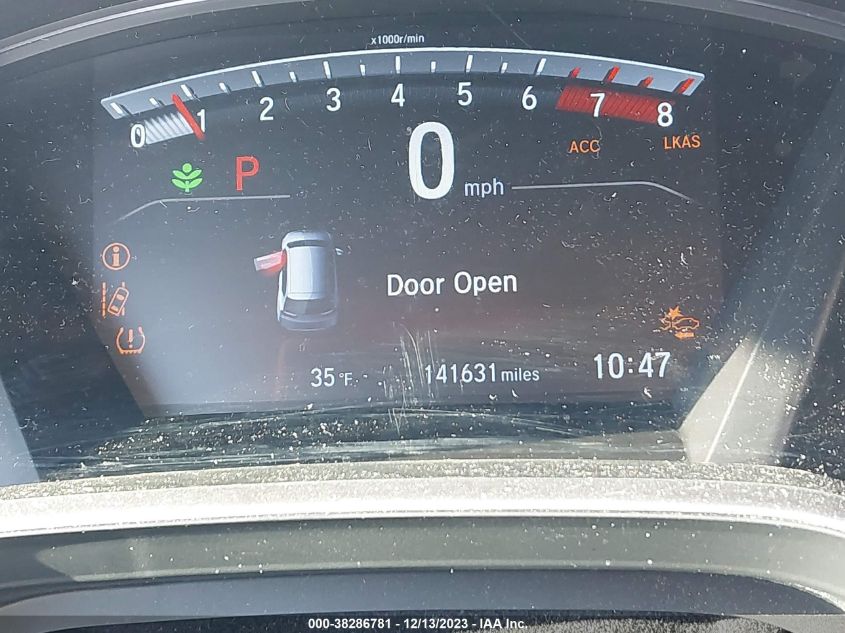 x1000r/min
0 1 2 3 4 5 6 7 8
ACC LKAS
P 0 mph
Door Open
35 °F 141631 miles 10:47
000-38286781 - 12/13/2023 - IAA Inc.